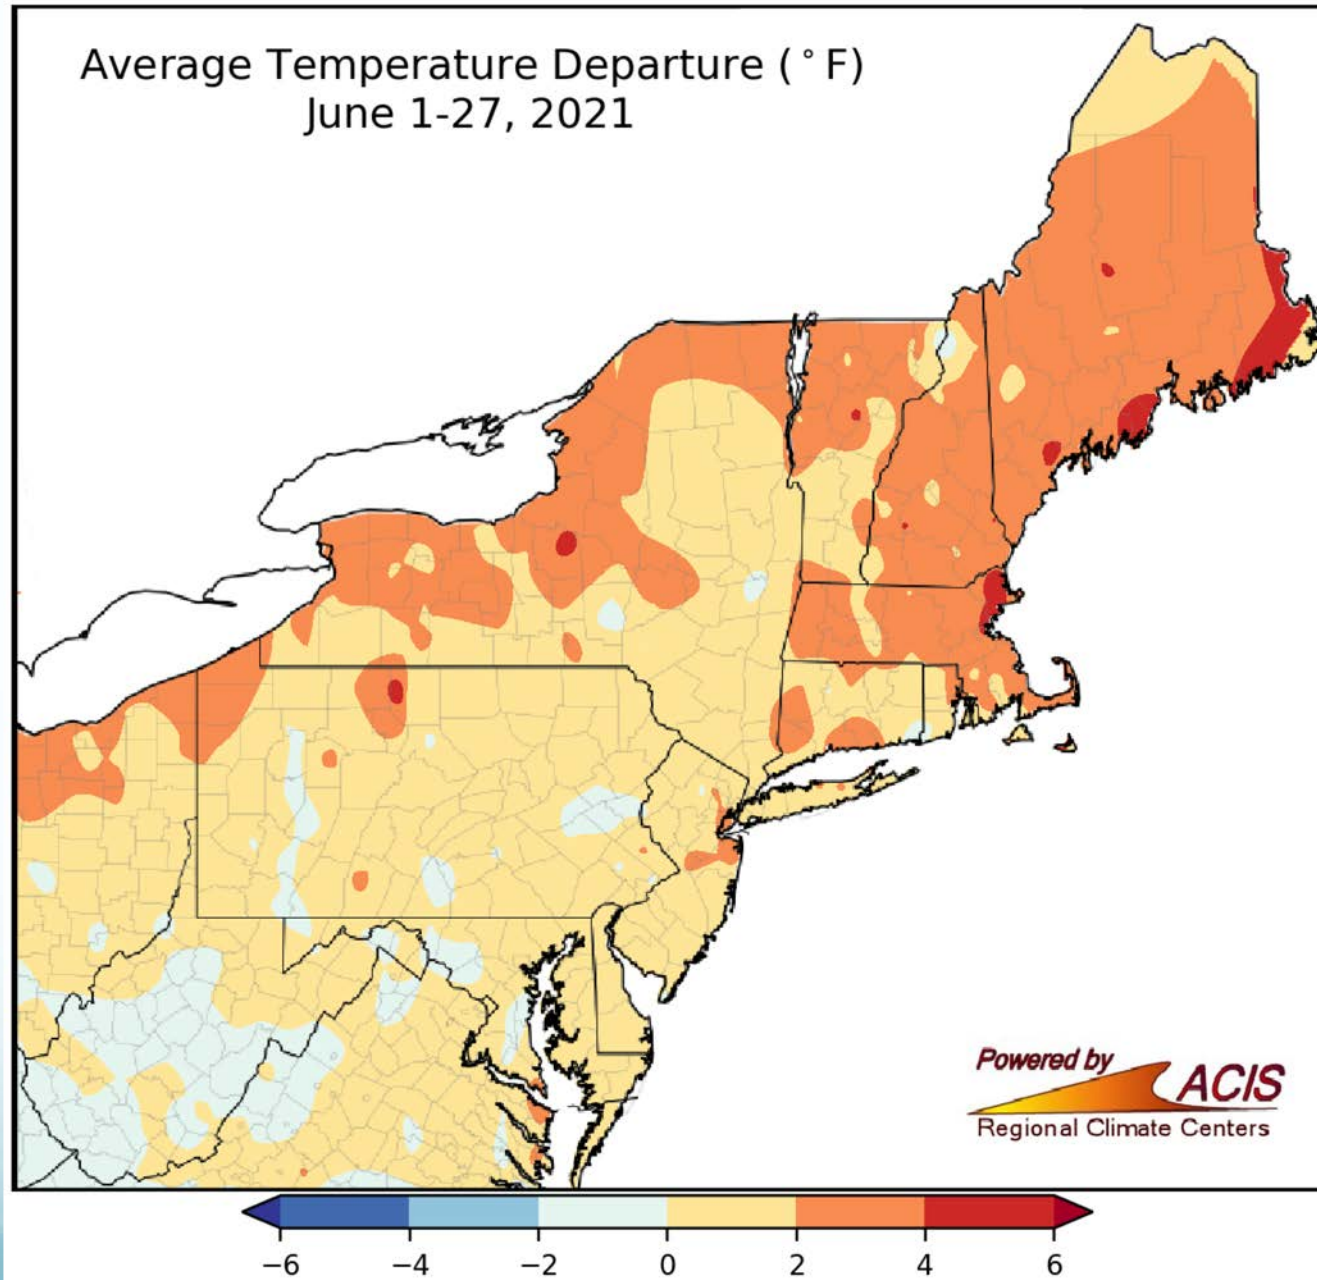 Average Temperature Departure (°F)
June 1-27, 2021
Powered by
ACIS
Regional Climate Centers
−6 −4 −2 0 2 4 6